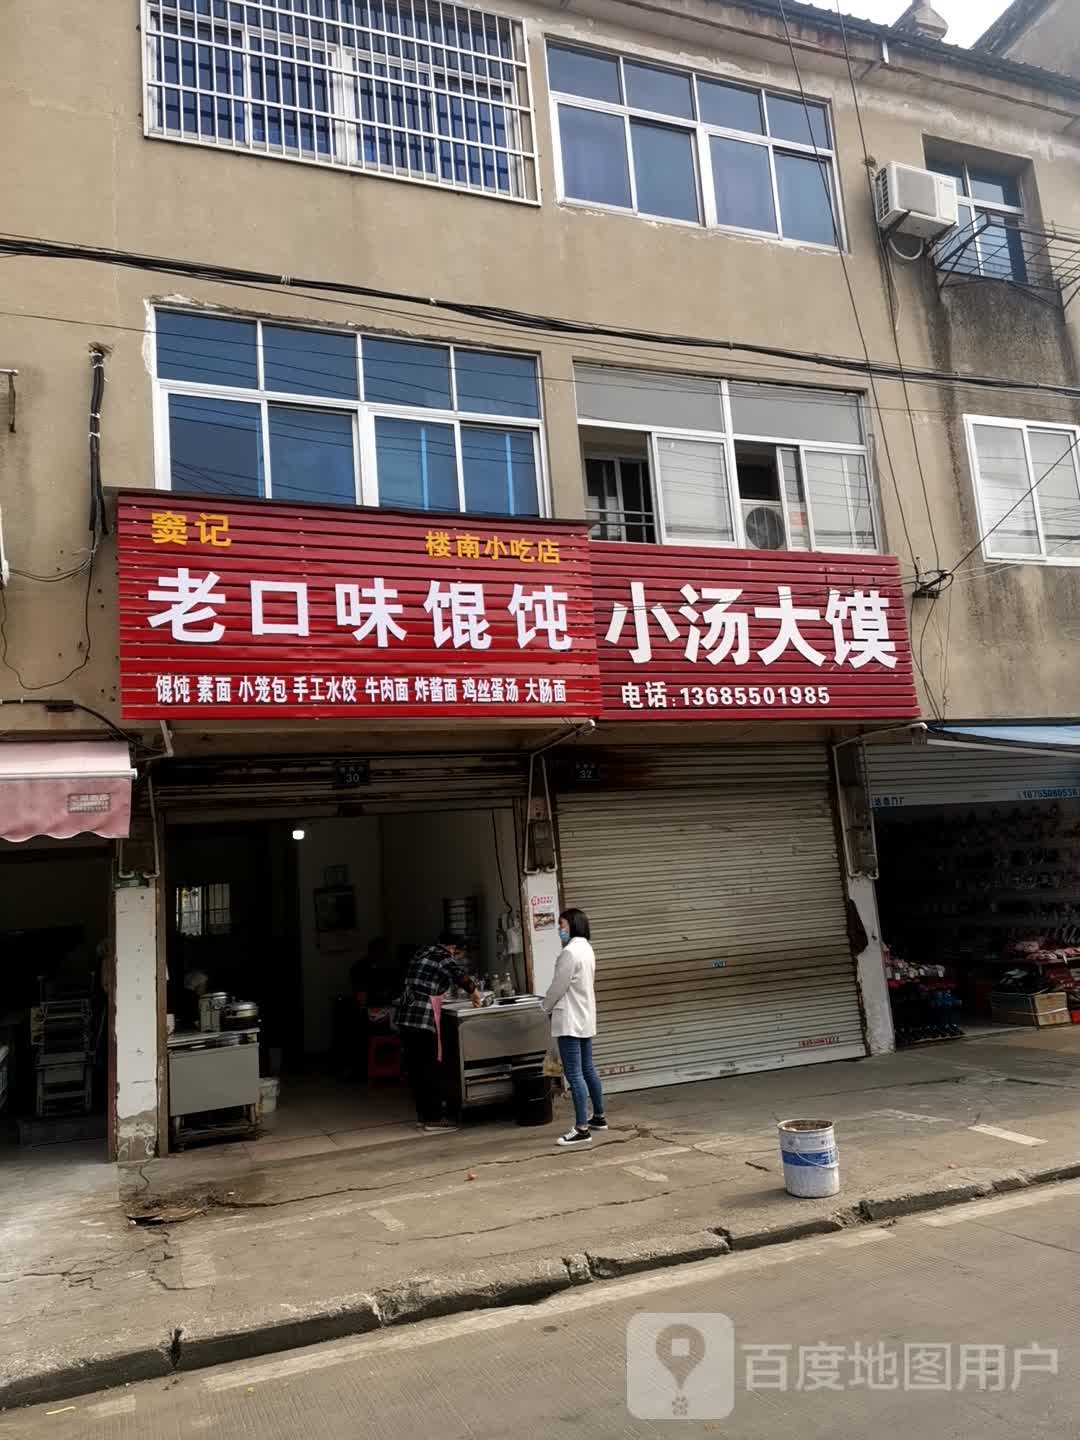 窦记
楼南小吃店
老口味馄饨
馄饨 素面 小笼包 手工水饺 牛肉面 炸酱面 鸡丝蛋汤 大肠面
小汤大馍
电话:13685501985
30
32
百度地图用户